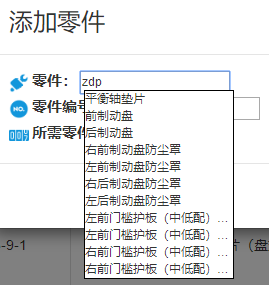 添加零件
零件： zdp
平衡轴垫片
零件编号
NO.
前制动盘
后制动盘
所需零件
右前制动盘防尘罩
左前制动盘防尘罩
右后制动盘防尘罩
左后制动盘防尘罩
左前门槛护板（中低配）...
-9-1
左前门槛护板（中低配）...
片（盘
右前门槛护板（中低配）...
右前门槛护板（中低配）...